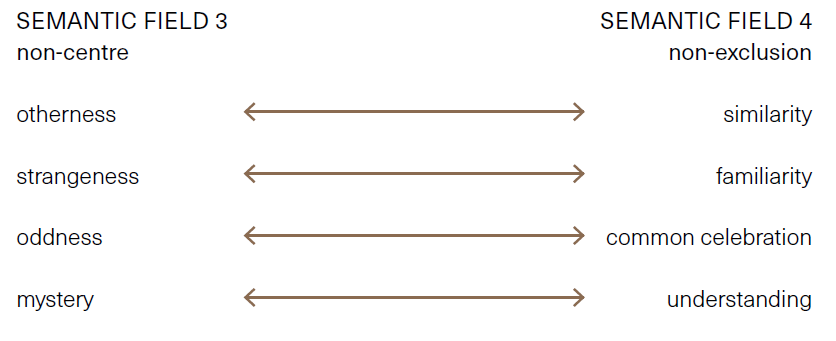 SEMANTIC FIELD 3
non-centre
SEMANTIC FIELD 4
non-exclusion
otherness
similarity
strangeness
familiarity
oddness
common celebration
mystery
understanding